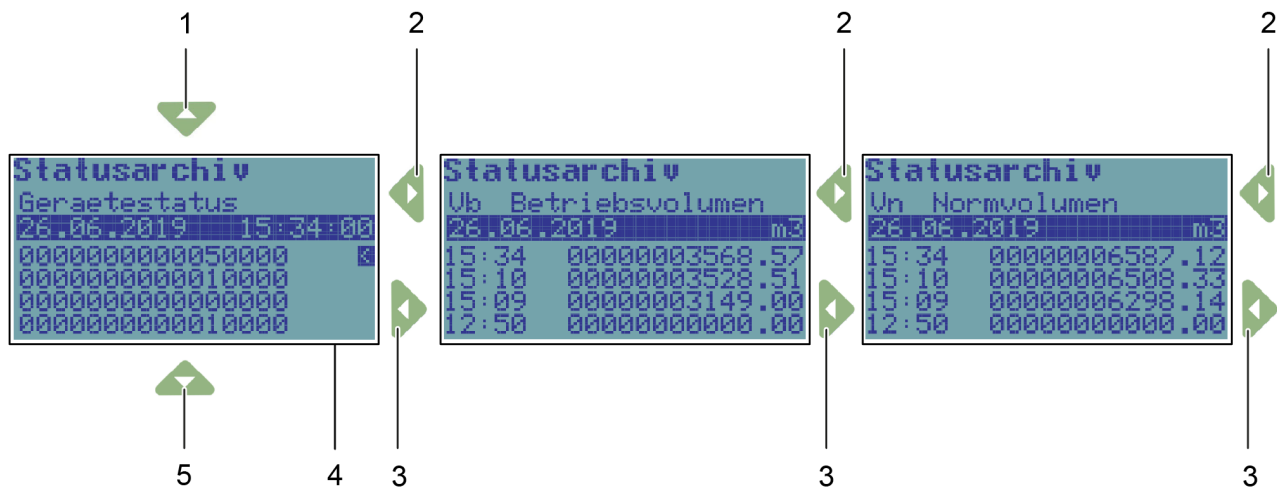 1
2
2
2
Statusarchiv
Geraetestatus
26.06.2019 15:34:00
0000000000050000 <
0000000000010000
0000000000000000
0000000000010000
Statusarchiv
Vb Betriebsvolumen
26.06.2019 m3
15:34 00000003568.57
15:10 00000003528.51
15:09 00000003149.00
12:50 00000000000.00
Statusarchiv
Vn Normvolumen
26.06.2019 m3
15:34 00000006587.12
15:10 00000006508.33
15:09 00000006298.14
12:50 00000000000.00
5
4
3
3
3